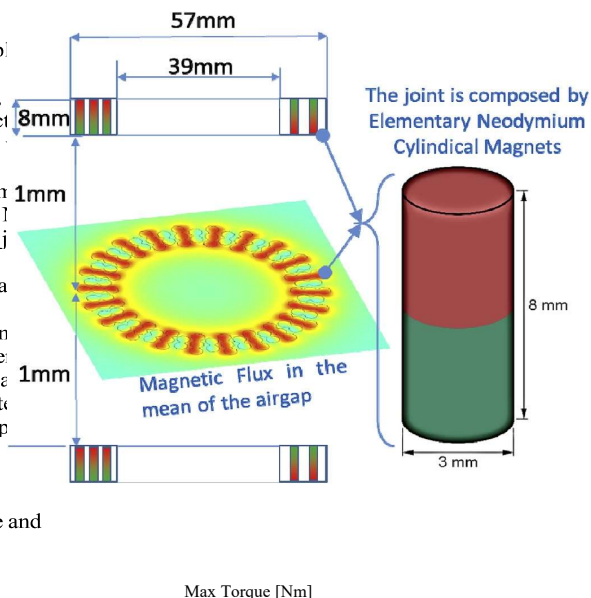 57mm
39mm
8mm
The joint is composed by
Elementary Neodymium
Cylindical Magnets
1mm
8 mm
1mm
Magnetic Flux in the
mean of the airgap
3 mm
e and
Max Torque [Nm]